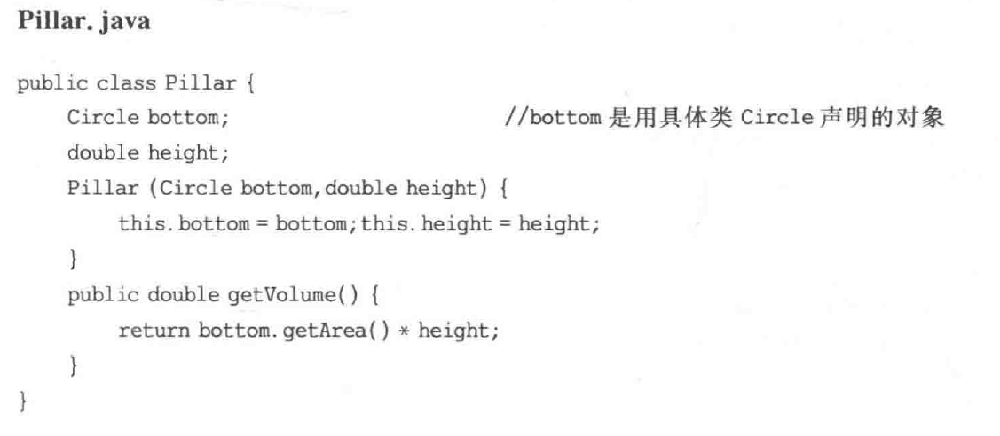 Pillar. java
public class Pillar {
Circle bottom; //bottom 是用具体类 Circle 声明的对象
double height;
Pillar (Circle bottom,double height) {
this. bottom = bottom;this. height = height;
}
public double getVolume() {
return bottom. getArea() * height;
}
}